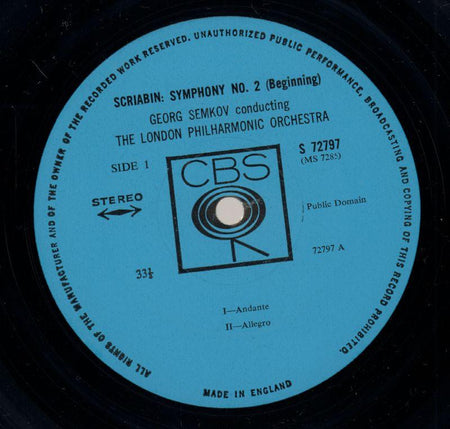 ALL RIGHTS OF THE MANUFACTURER AND OF THE OWNER OF THE RECORDED WORK RESERVED. UNAUTHORIZED PUBLIC PERFORMANCE, BROADCASTING AND COPYING OF THIS RECORD PROHIBITED.
SCRIABIN: SYMPHONY NO. 2 (Beginning)
GEORG SEMKOV conducting
THE LONDON PHILHARMONIC ORCHESTRA
SIDE 1
CBS
S 72797
(MS 7285)
STEREO
Public Domain
33⅓
72797 A
I—Andante
II—Allegro
MADE IN ENGLAND